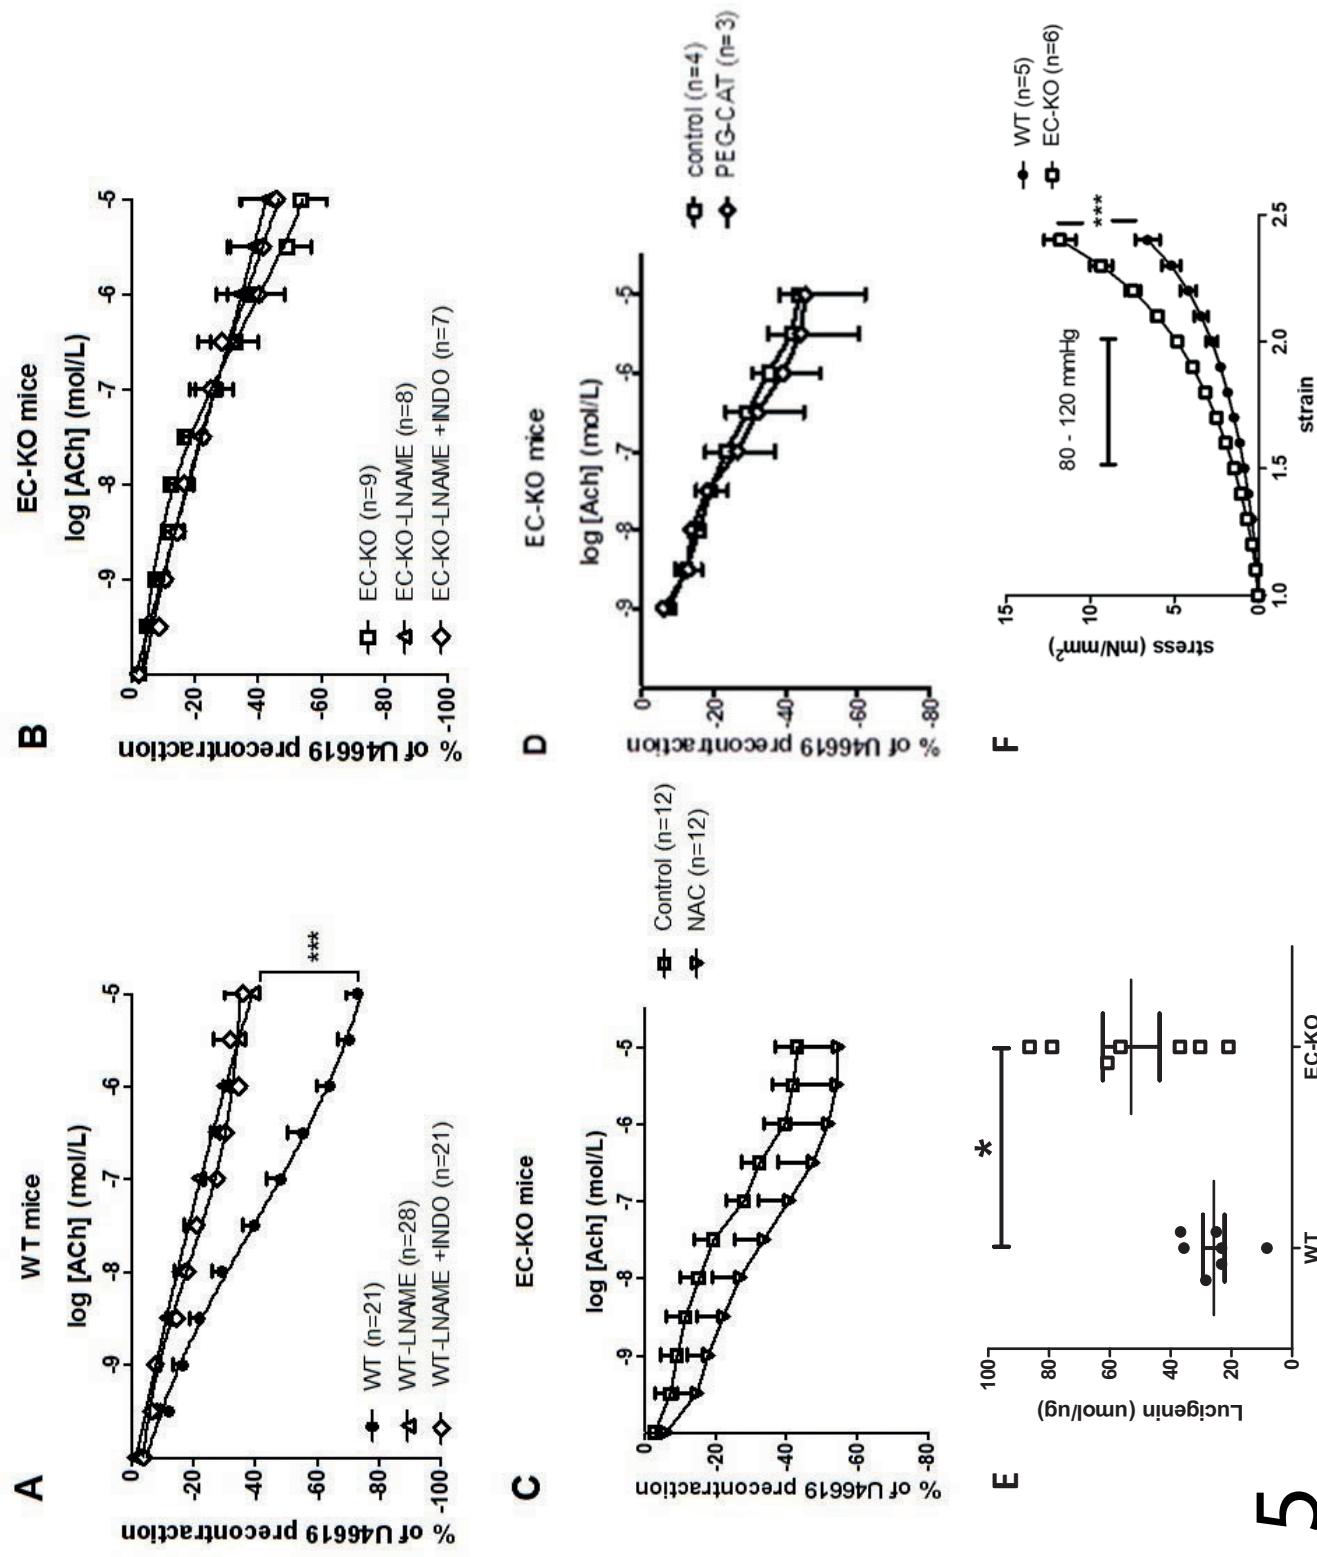 A
WT mice
log [ACh] (mol/L)
-9
-8
-7
-6
-5
0
-20
-40
-60
-80
-100
% of U46619 precontraction
***
WT (n=21)
WT-LNAME (n=28)
WT-LNAME +INDO (n=21)
B
EC-KO mice
log [ACh] (mol/L)
-9
-8
-7
-6
-5
0
-20
-40
-60
-80
-100
% of U46619 precontraction
EC-KO (n=9)
EC-KO-LNAME (n=8)
EC-KO-LNAME +INDO (n=7)
C
EC-KO mice
log [Ach] (mol/L)
-9
-8
-7
-6
-5
0
-20
-40
-60
-80
% of U46619 precontraction
Control (n=12)
NAC (n=12)
D
EC-KO mice
log [Ach] (mol/L)
-9
-8
-7
-6
-5
0
-20
-40
-60
-80
% of U46619 precontraction
control (n=4)
PEG-CAT (n=3)
E
Lucigenin (umol/ug)
100
80
60
40
20
0
*
WT
EC-KO
F
stress (mN/mm²)
15
10
5
0
1.0
1.5
2.0
2.5
strain
80 - 120 mmHg
***
WT (n=5)
EC-KO (n=6)
5